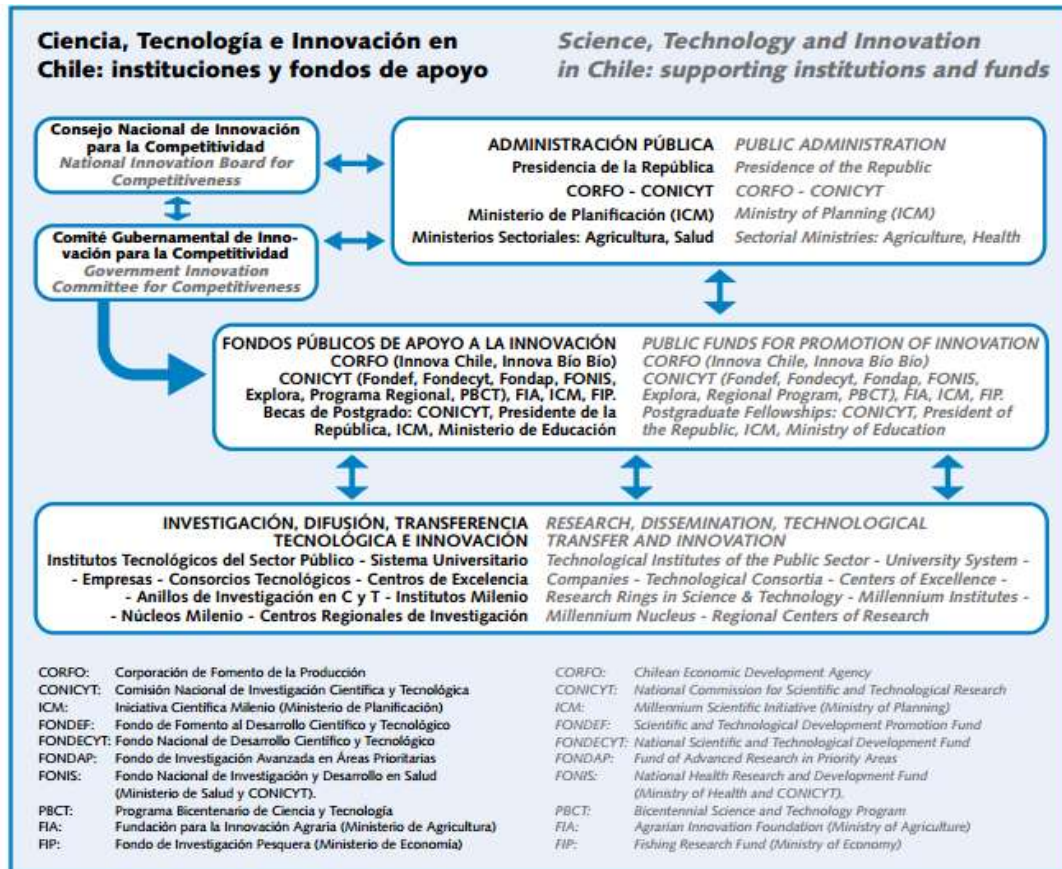 Ciencia, Tecnología e Innovación en
Chile: instituciones y fondos de apoyo
Science, Technology and Innovation
in Chile: supporting institutions and funds
Consejo Nacional de Innovación
para la Competitividad
National Innovation Board for
Competitiveness
Comité Gubernamental de Inno-
vación para la Competitividad
Government Innovation
Committee for Competitiveness
ADMINISTRACIÓN PÚBLICA
Presidencia de la República
CORFO - CONICYT
Ministerio de Planificación (ICM)
Ministerios Sectoriales: Agricultura, Salud
PUBLIC ADMINISTRATION
Presidence of the Republic
CORFO - CONICYT
Ministry of Planning (ICM)
Sectorial Ministries: Agriculture, Health
FONDOS PÚBLICOS DE APOYO A LA INNOVACIÓN
CORFO (Innova Chile, Innova Bío Bío)
CONICYT (Fondef, Fondecyt, Fondap, FONIS,
Explora, Programa Regional, PBCT), FIA, ICM, FIP.
Becas de Postgrado: CONICYT, Presidente de la
República, ICM, Ministerio de Educación
PUBLIC FUNDS FOR PROMOTION OF INNOVATION
CORFO (Innova Chile, Innova Bío Bío)
CONICYT (Fondef, Fondecyt, Fondap, FONIS,
Explora, Regional Program, PBCT), FIA, ICM, FIP.
Postgraduate Fellowships: CONICYT, President of
the Republic, ICM, Ministry of Education
INVESTIGACIÓN, DIFUSIÓN, TRANSFERENCIA
TECNOLÓGICA E INNOVACIÓN
Institutos Tecnológicos del Sector Público - Sistema Universitario
- Empresas - Consorcios Tecnológicos - Centros de Excelencia
- Anillos de Investigación en C y T - Institutos Milenio
- Núcleos Milenio - Centros Regionales de Investigación
RESEARCH, DISSEMINATION, TECHNOLOGICAL
TRANSFER AND INNOVATION
Technological Institutes of the Public Sector - University System -
Companies - Technological Consortia - Centers of Excellence -
Research Rings in Science & Technology - Millennium Institutes -
Millennium Nucleus - Regional Centers of Research
CORFO: Corporación de Fomento de la Producción
CONICYT: Comisión Nacional de Investigación Científica y Tecnológica
ICM: Iniciativa Científica Milenio (Ministerio de Planificación)
FONDEF: Fondo de Fomento al Desarrollo Científico y Tecnológico
FONDECYT: Fondo Nacional de Desarrollo Científico y Tecnológico
FONDAP: Fondo de Investigación Avanzada en Áreas Prioritarias
FONIS: Fondo Nacional de Investigación y Desarrollo en Salud
(Ministerio de Salud y CONICYT).
PBCT: Programa Bicentenario de Ciencia y Tecnología
FIA: Fundación para la Innovación Agraria (Ministerio de Agricultura)
FIP: Fondo de Investigación Pesquera (Ministerio de Economía)
CORFO: Chilean Economic Development Agency
CONICYT: National Commission for Scientific and Technological Research
ICM: Millennium Scientific Initiative (Ministry of Planning)
FONDEF: Scientific and Technological Development Promotion Fund
FONDECYT: National Scientific and Technological Development Fund
FONDAP: Fund of Advanced Research in Priority Areas
FONIS: National Health Research and Development Fund
(Ministry of Health and CONICYT).
PBCT: Bicentennial Science and Technology Program
FIA: Agrarian Innovation Foundation (Ministry of Agriculture)
FIP: Fishing Research Fund (Ministry of Economy)